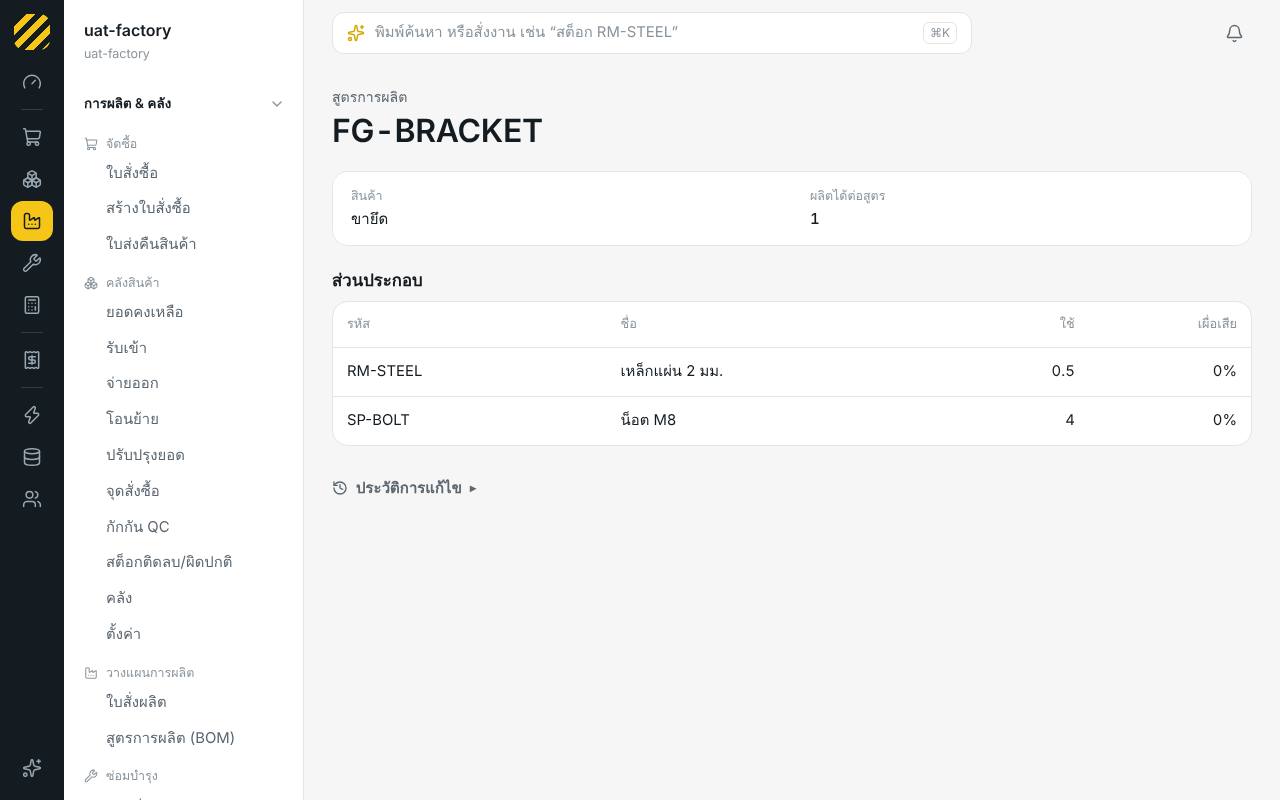 uat-factory
uat-factory
การผลิต & คลัง
จัดซื้อ
ใบสั่งซื้อ
สร้างใบสั่งซื้อ
ใบส่งคืนสินค้า
คลังสินค้า
ยอดคงเหลือ
รับเข้า
จ่ายออก
โอนย้าย
ปรับปรุงยอด
จุดสั่งซื้อ
กักกัน QC
สต็อกติดลบ/ผิดปกติ
คลัง
ตั้งค่า
วางแผนการผลิต
ใบสั่งผลิต
สูตรการผลิต (BOM)
ซ่อมบำรุง
พิมพ์ค้นหา หรือสั่งงาน เช่น “สต็อก RM-STEEL” ⌘K
สูตรการผลิต
FG-BRACKET
สินค้า ผลิตได้ต่อสูตร
ขายึด 1
ส่วนประกอบ
รหัส ชื่อ ใช้ เผื่อเสีย
RM-STEEL เหล็กแผ่น 2 มม. 0.5 0%
SP-BOLT น็อต M8 4 0%
ประวัติการแก้ไข ▸